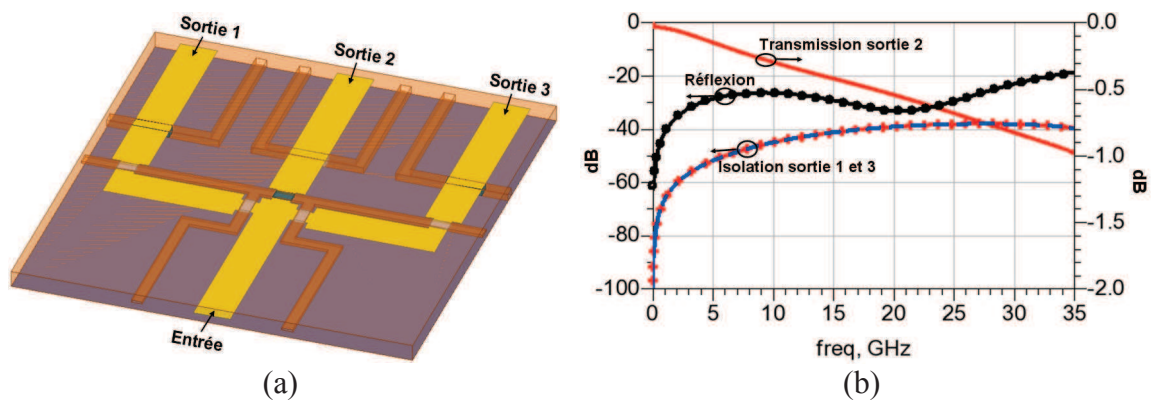 Sortie 1
Sortie 2
Sortie 3
Entrée
(a)
0
-20
-40
-60
-80
-100
dB
Transmission sortie 2
Réflexion
Isolation sortie 1 et 3
0.0
-0.5
-1.0
-1.5
-2.0
dB
0 5 10 15 20 25 30 35
freq, GHz
(b)